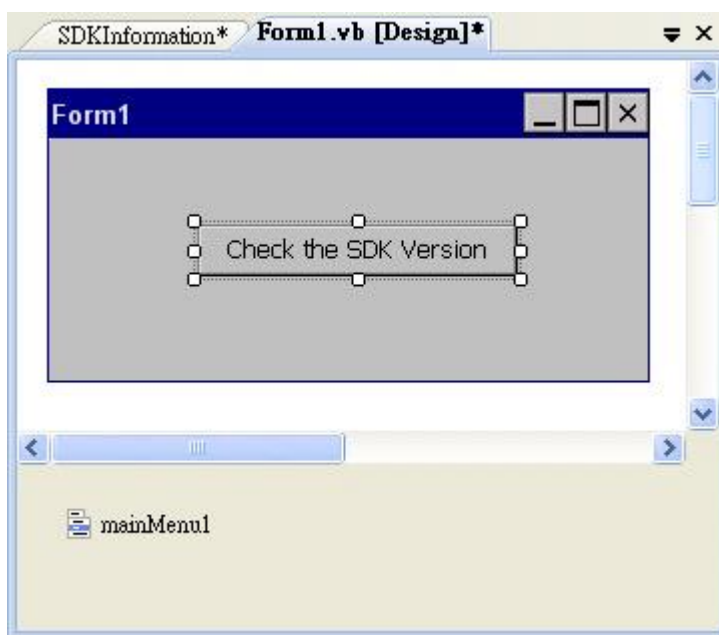 SDKInformation* Form1.vb [Design]*
Form1
Check the SDK Version
mainMenu1